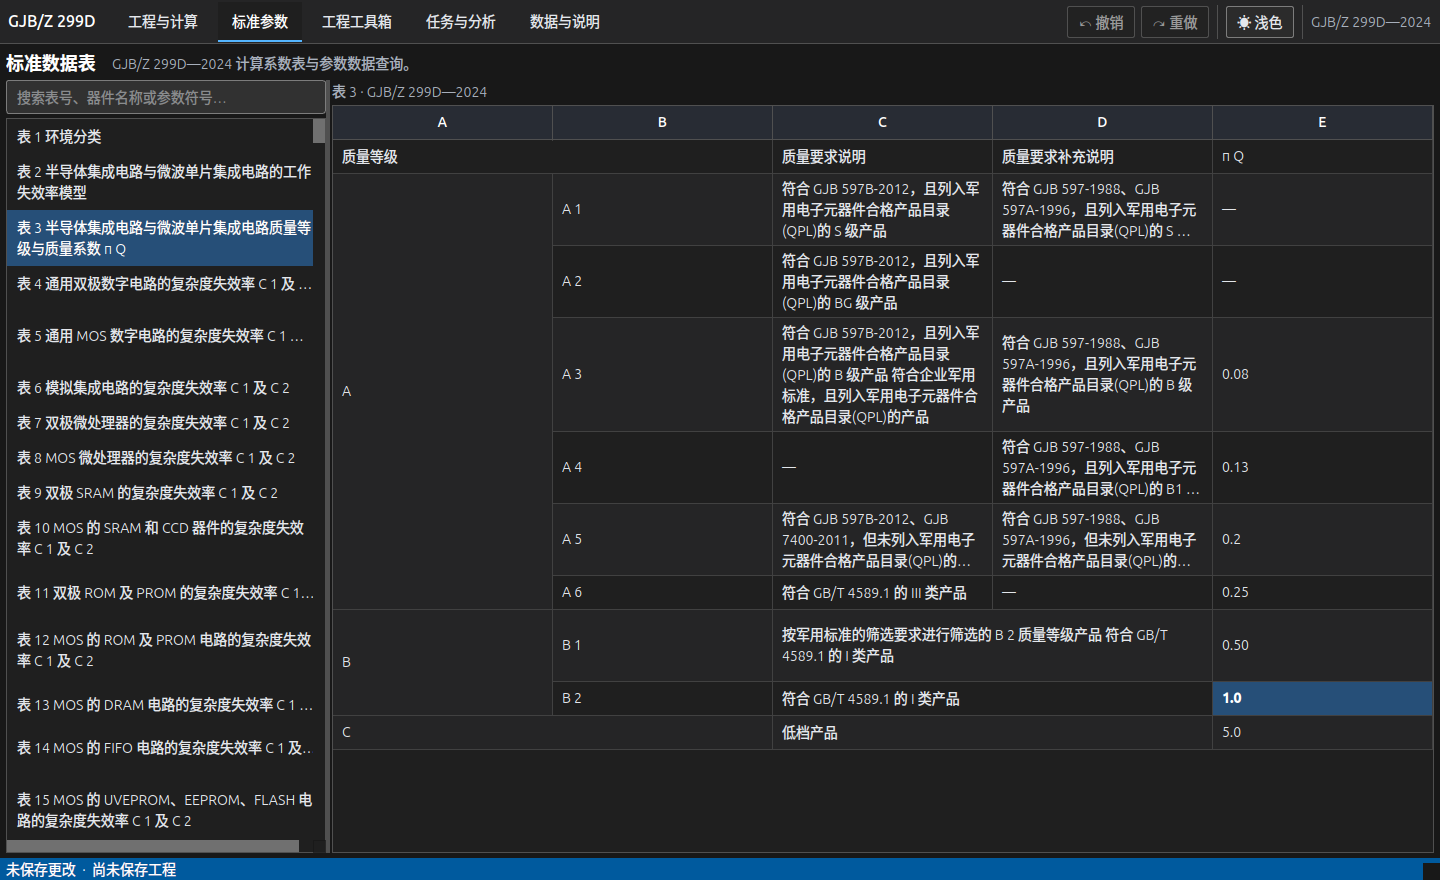 GJB/Z 299D 工程与计算 标准参数 工程工具箱 任务与分析 数据与说明 撤销 重做 浅色 GJB/Z 299D—2024
标准数据表 GJB/Z 299D—2024 计算系数表与参数数据查询。
搜索表号、器件名称或参数符号…
表 1 环境分类
表 2 半导体集成电路与微波单片集成电路的工作
失效率模型
表 3 半导体集成电路与微波单片集成电路质量等
级与质量系数 π Q
表 4 通用双极数字电路的复杂度失效率 C 1 及 …
表 5 通用 MOS 数字电路的复杂度失效率 C 1 …
表 6 模拟集成电路的复杂度失效率 C 1 及 C 2
表 7 双极微处理器的复杂度失效率 C 1 及 C 2
表 8 MOS 微处理器的复杂度失效率 C 1 及 C 2
表 9 双极 SRAM 的复杂度失效率 C 1 及 C 2
表 10 MOS 的 SRAM 和 CCD 器件的复杂度失效
率 C 1 及 C 2
表 11 双极 ROM 及 PROM 的复杂度失效率 C 1…
表 12 MOS 的 ROM 及 PROM 电路的复杂度失效
率 C 1 及 C 2
表 13 MOS 的 DRAM 电路的复杂度失效率 C 1 …
表 14 MOS 的 FIFO 电路的复杂度失效率 C 1 及…
表 15 MOS 的 UVEPROM、EEPROM、FLASH 电
路的复杂度失效率 C 1 及 C 2
表 3 · GJB/Z 299D—2024
A B C D E
质量等级 质量要求说明 质量要求补充说明 π Q
A
A 1
符合 GJB 597B-2012，且列入军
用电子元器件合格产品目录
(QPL)的 S 级产品
符合 GJB 597-1988、GJB
597A-1996，且列入军用电子元
器件合格产品目录(QPL)的 S …
—
A 2
符合 GJB 597B-2012，且列入军
用电子元器件合格产品目录
(QPL)的 BG 级产品
—
—
A 3
符合 GJB 597B-2012，且列入军
用电子元器件合格产品目录
(QPL)的 B 级产品 符合企业军用
标准，且列入军用电子元器件合
格产品目录(QPL)的产品
符合 GJB 597-1988、GJB
597A-1996，且列入军用电子元
器件合格产品目录(QPL)的 B 级
产品
0.08
A 4
—
符合 GJB 597-1988、GJB
597A-1996，且列入军用电子元
器件合格产品目录(QPL)的 B1 …
0.13
A 5
符合 GJB 597B-2012、GJB
7400-2011，但未列入军用电子
元器件合格产品目录(QPL)的…
符合 GJB 597-1988、GJB
597A-1996，但未列入军用电子
元器件合格产品目录(QPL)的…
0.2
A 6
符合 GB/T 4589.1 的 III 类产品
—
0.25
B
B 1
按军用标准的筛选要求进行筛选的 B 2 质量等级产品 符合 GB/T
4589.1 的 I 类产品
0.50
B 2
符合 GB/T 4589.1 的 I 类产品
1.0
C
低档产品
5.0
未保存更改 · 尚未保存工程